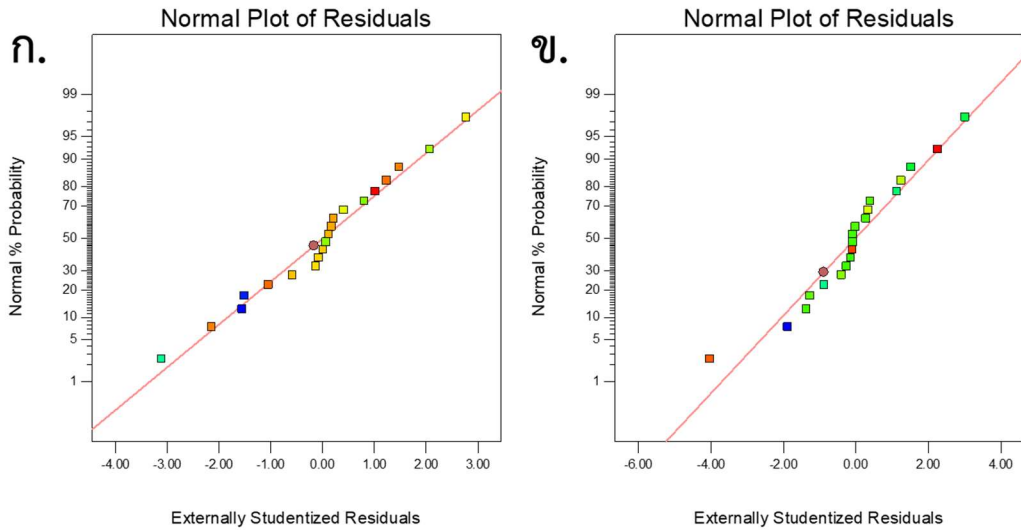 ก.
Normal Plot of Residuals
Normal % Probability
99
95
90
80
70
50
30
20
10
5
1
-4.00 -3.00 -2.00 -1.00 0.00 1.00 2.00 3.00
Externally Studentized Residuals
ข.
Normal Plot of Residuals
Normal % Probability
99
95
90
80
70
50
30
20
10
5
1
-6.00 -4.00 -2.00 0.00 2.00 4.00
Externally Studentized Residuals